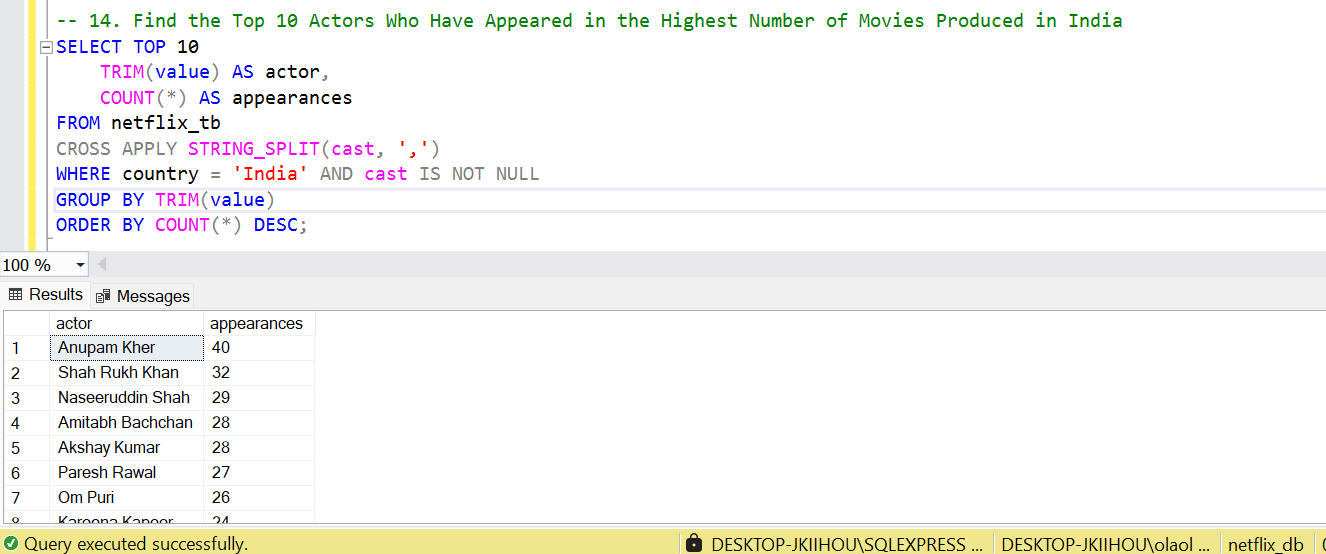 -- 14. Find the Top 10 Actors Who Have Appeared in the Highest Number of Movies Produced in India
SELECT TOP 10
TRIM(value) AS actor,
COUNT(*) AS appearances
FROM netflix_tb
CROSS APPLY STRING_SPLIT(cast, ',')
WHERE country = 'India' AND cast IS NOT NULL
GROUP BY TRIM(value)
ORDER BY COUNT(*) DESC;
100 %
Results Messages
actor appearances
1 Anupam Kher 40
2 Shah Rukh Khan 32
3 Naseeruddin Shah 29
4 Amitabh Bachchan 28
5 Akshay Kumar 28
6 Paresh Rawal 27
7 Om Puri 26
8 Kareena Kapoor 24
Query executed successfully. DESKTOP-JKIIHOU\SQLEXPRESS ... DESKTOP-JKIIHOU\olaol ... netflix_db